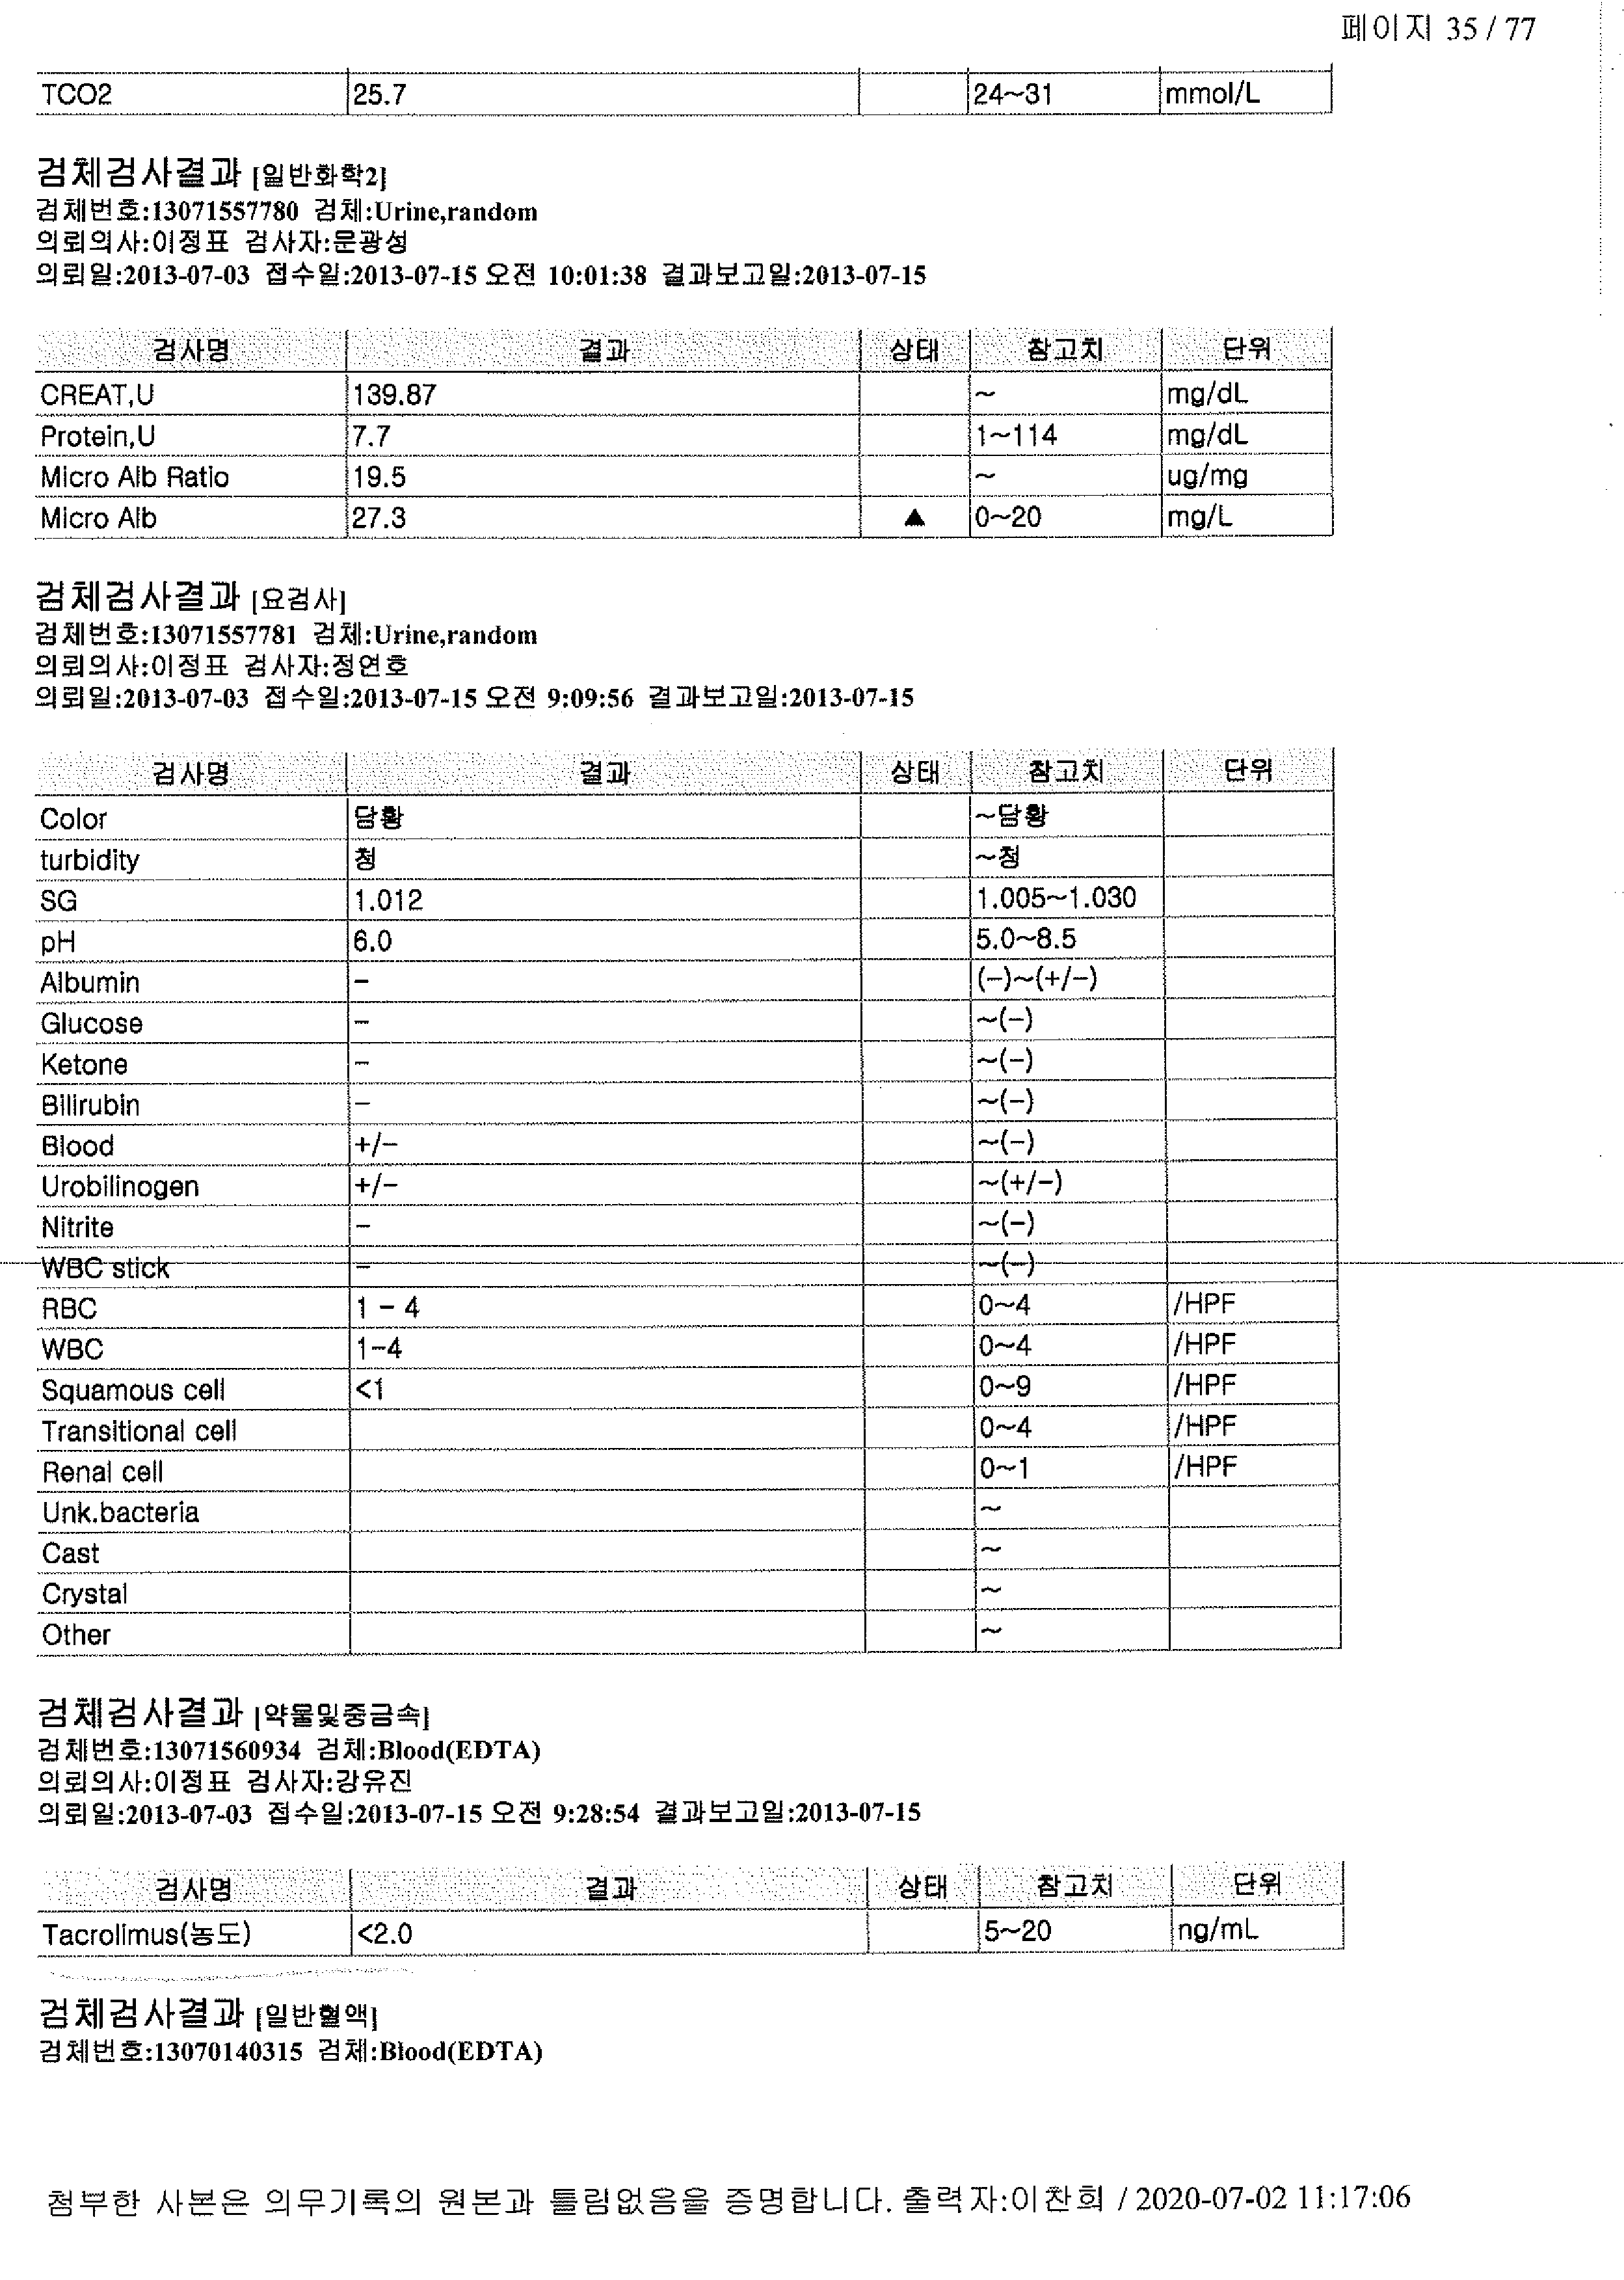 페이지 35 / 77
TCO2 25.7 24~31 mmol/L
검체검사결과 [일반화학2]
검체번호:13071557780 검체:Urine,random
의뢰의사:이정표 검사자:문광성
의뢰일:2013-07-03 접수일:2013-07-15 오전 10:01:38 결과보고일:2013-07-15
검사명 결과 상태 참고치 단위
CREAT,U 139.87 ~ mg/dL
Protein,U 7.7 1~114 mg/dL
Micro Alb Ratio 19.5 ~ ug/mg
Micro Alb 27.3 ▲ 0~20 mg/L
검체검사결과 [요검사]
검체번호:13071557781 검체:Urine,random
의뢰의사:이정표 검사자:정연호
의뢰일:2013-07-03 접수일:2013-07-15 오전 9:09:56 결과보고일:2013-07-15
검사명 결과 상태 참고치 단위
Color 담황 ~담황
turbidity 청 ~청
SG 1.012 1.005~1.030
pH 6.0 5.0~8.5
Albumin - (-)~(+/-)
Glucose - ~(-)
Ketone - ~(-)
Bilirubin - ~(-)
Blood +/- ~(-)
Urobilinogen +/- ~(+/-)
Nitrite - ~(-)
WBC stick - ~(-)
RBC 1 - 4 0~4 /HPF
WBC 1-4 0~4 /HPF
Squamous cell <1 0~9 /HPF
Transitional cell 0~4 /HPF
Renal cell 0~1 /HPF
Unk.bacteria ~
Cast ~
Crystal ~
Other ~
검체검사결과 [약물및중금속]
검체번호:13071560934 검체:Blood(EDTA)
의뢰의사:이정표 검사자:강유진
의뢰일:2013-07-03 접수일:2013-07-15 오전 9:28:54 결과보고일:2013-07-15
검사명 결과 상태 참고치 단위
Tacrolimus(농도) <2.0 5~20 ng/mL
검체검사결과 [일반혈액]
검체번호:13070140315 검체:Blood(EDTA)
첨부한 사본은 의무기록의 원본과 틀림없음을 증명합니다. 출력자:이찬희 / 2020-07-02 11:17:06